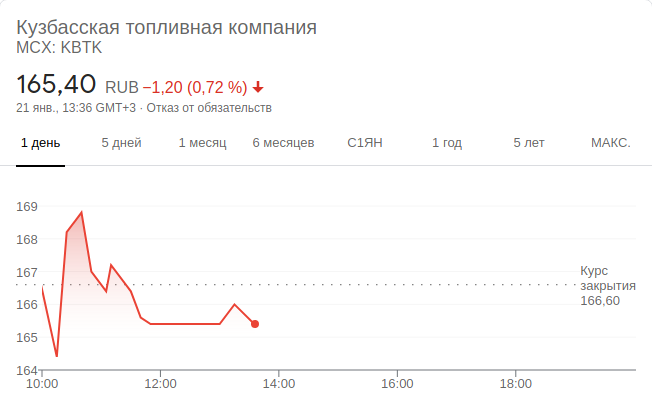 Кузбасская топливная компания
MCX: KBTK
165,40 RUB −1,20 (0,72 %)
21 янв., 13:36 GMT+3 · Отказ от обязательств
1 день 5 дней 1 месяц 6 месяцев С1ЯН 1 год 5 лет МАКС.
169
168
167
166
165
164
Курс
закрытия
166,60
10:00 12:00 14:00 16:00 18:00